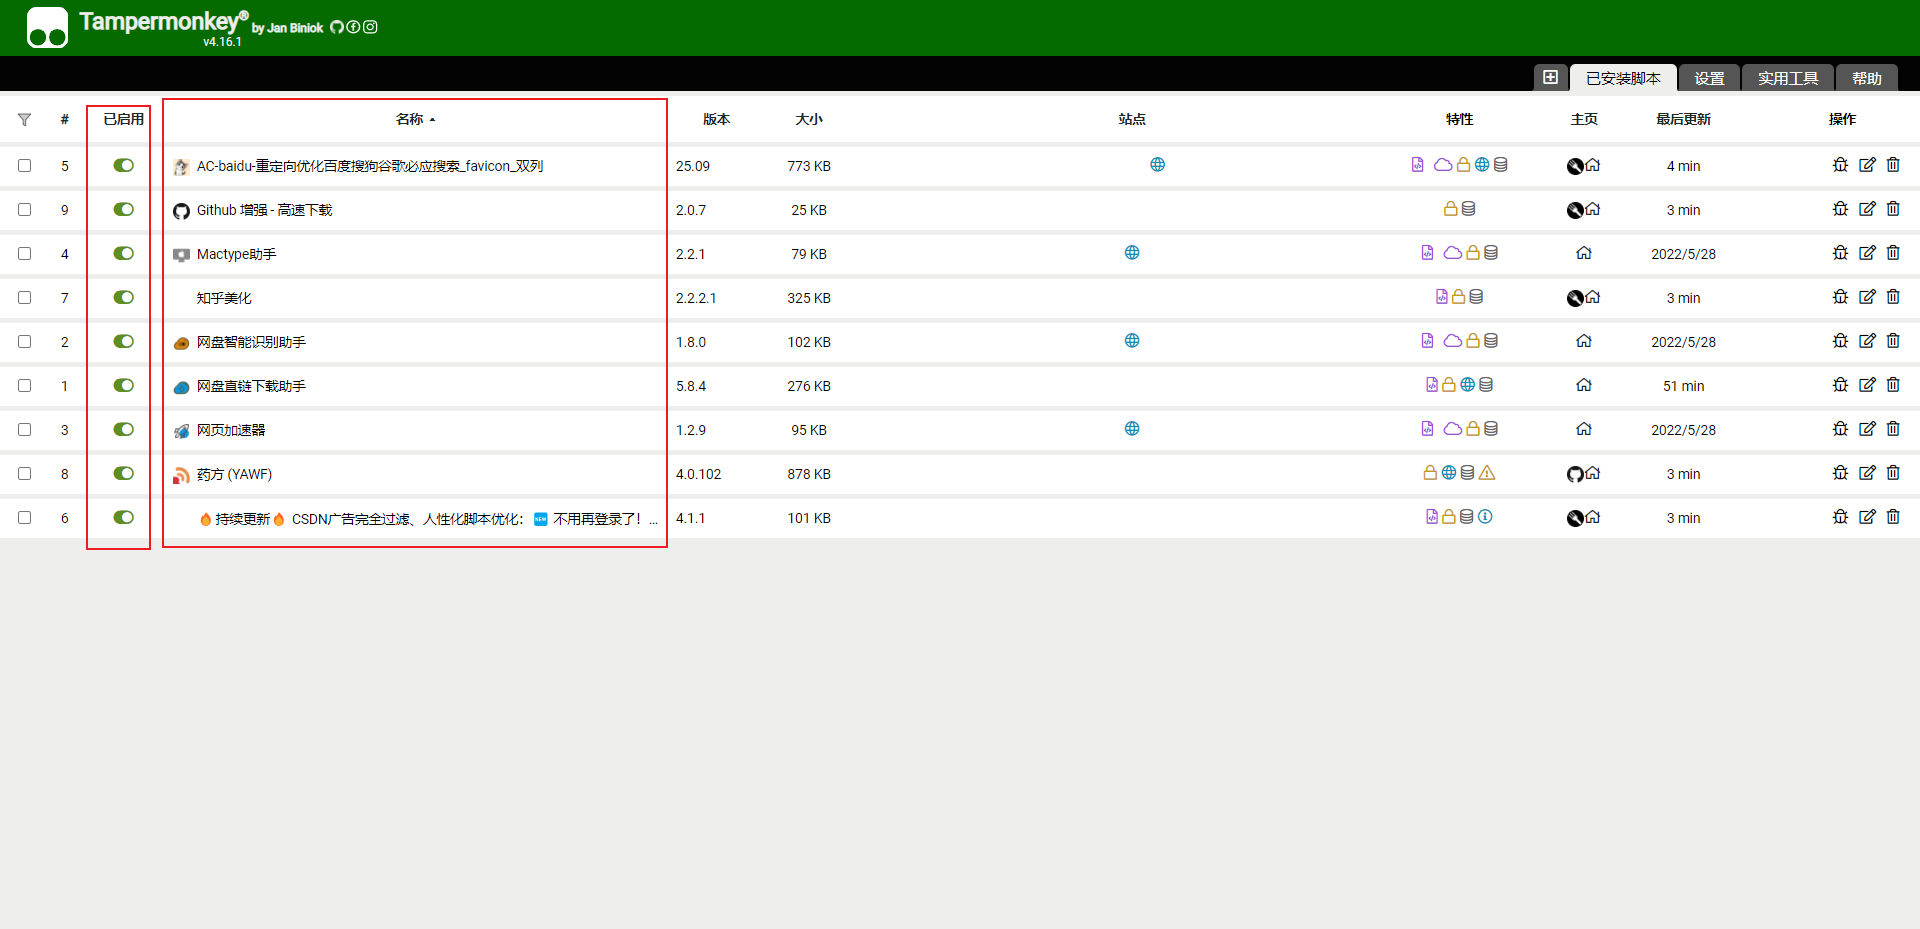 Tampermonkey® by Jan Biniok
v4.16.1
已安装脚本 设置 实用工具 帮助
# 已启用 名称 版本 大小 站点 特性 主页 最后更新 操作
5 AC-baidu-重定向优化百度搜狗谷歌必应搜索_favicon_双列 25.09 773 KB 4 min
9 Github 增强 - 高速下载 2.0.7 25 KB 3 min
4 Mactype助手 2.2.1 79 KB 2022/5/28
7 知乎美化 2.2.2.1 325 KB 3 min
2 网盘智能识别助手 1.8.0 102 KB 2022/5/28
1 网盘直链下载助手 5.8.4 276 KB 51 min
3 网页加速器 1.2.9 95 KB 2022/5/28
8 药方 (YAWF) 4.0.102 878 KB 3 min
6 🔥持续更新🔥 CSDN广告完全过滤、人性化脚本优化：🆕 不用再登录了！... 4.1.1 101 KB 3 min